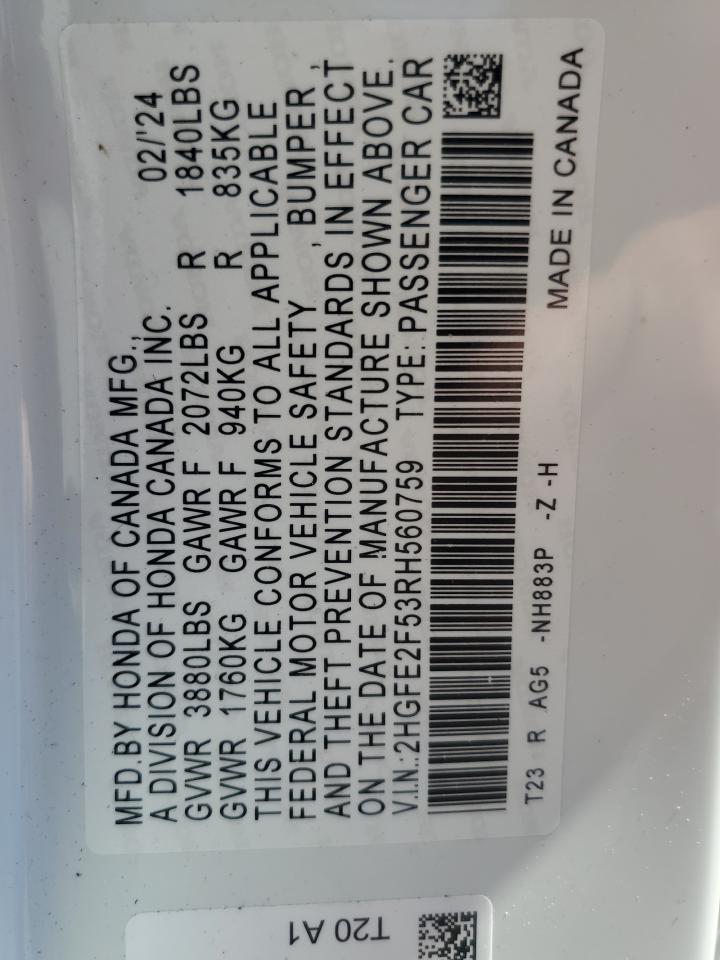 MFD.BY HONDA OF CANADA MFG.,
A DIVISION OF HONDA CANADA INC. 02/'24
GVWR 3880LBS GAWR F 2072LBS R 1840LBS
GVWR 1760KG GAWR F 940KG R 835KG
THIS VEHICLE CONFORMS TO ALL APPLICABLE
FEDERAL MOTOR VEHICLE SAFETY , BUMPER ,
AND THEFT PREVENTION STANDARDS IN EFFECT
ON THE DATE OF MANUFACTURE SHOWN ABOVE.
V.I.N.:2HGFE2F53RH560759 TYPE: PASSENGER CAR
T23 R AG5 -NH883P -Z -H
MADE IN CANADA
T20 A1